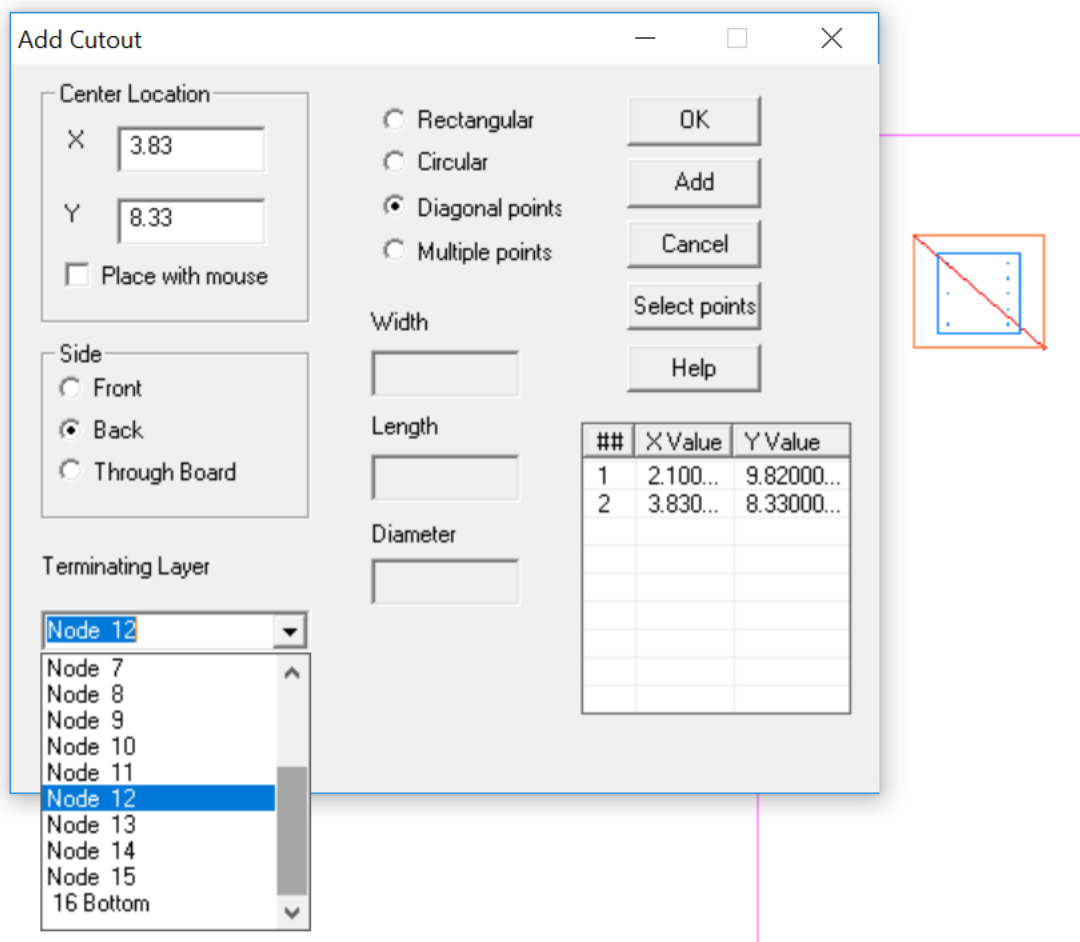 Add Cutout
Center Location
X 3.83
Y 8.33
Place with mouse
Side
Front
Back
Through Board
Terminating Layer
Node 12
Node 7
Node 8
Node 9
Node 10
Node 11
Node 12
Node 13
Node 14
Node 15
16 Bottom
Rectangular
Circular
Diagonal points
Multiple points
Width
Length
Diameter
OK
Add
Cancel
Select points
Help
## X Value Y Value
1 2.100... 9.82000...
2 3.830... 8.33000...